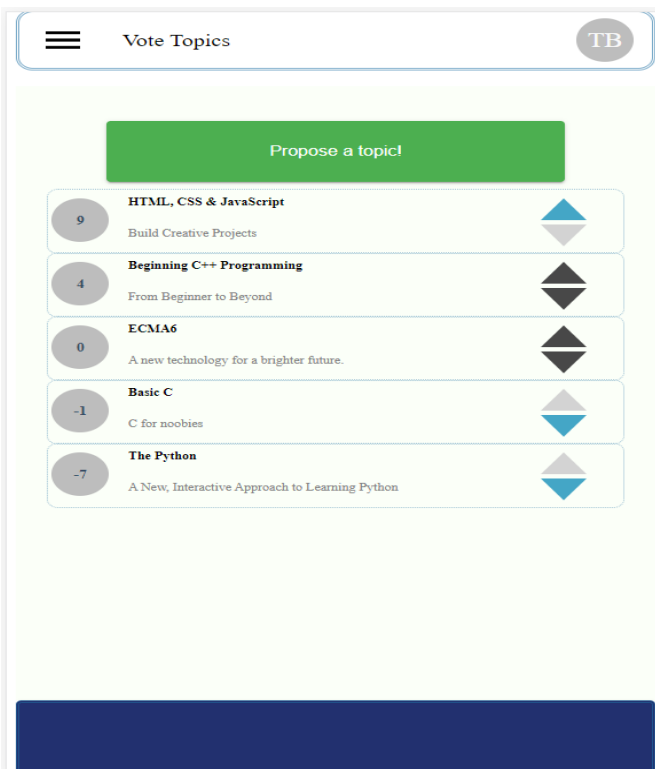 Vote Topics
TB
Propose a topic!
HTML, CSS & JavaScript
9
Build Creative Projects
Beginning C++ Programming
4
From Beginner to Beyond
ECMA6
0
A new technology for a brighter future.
Basic C
-1
C for noobies
The Python
-7
A New, Interactive Approach to Learning Python